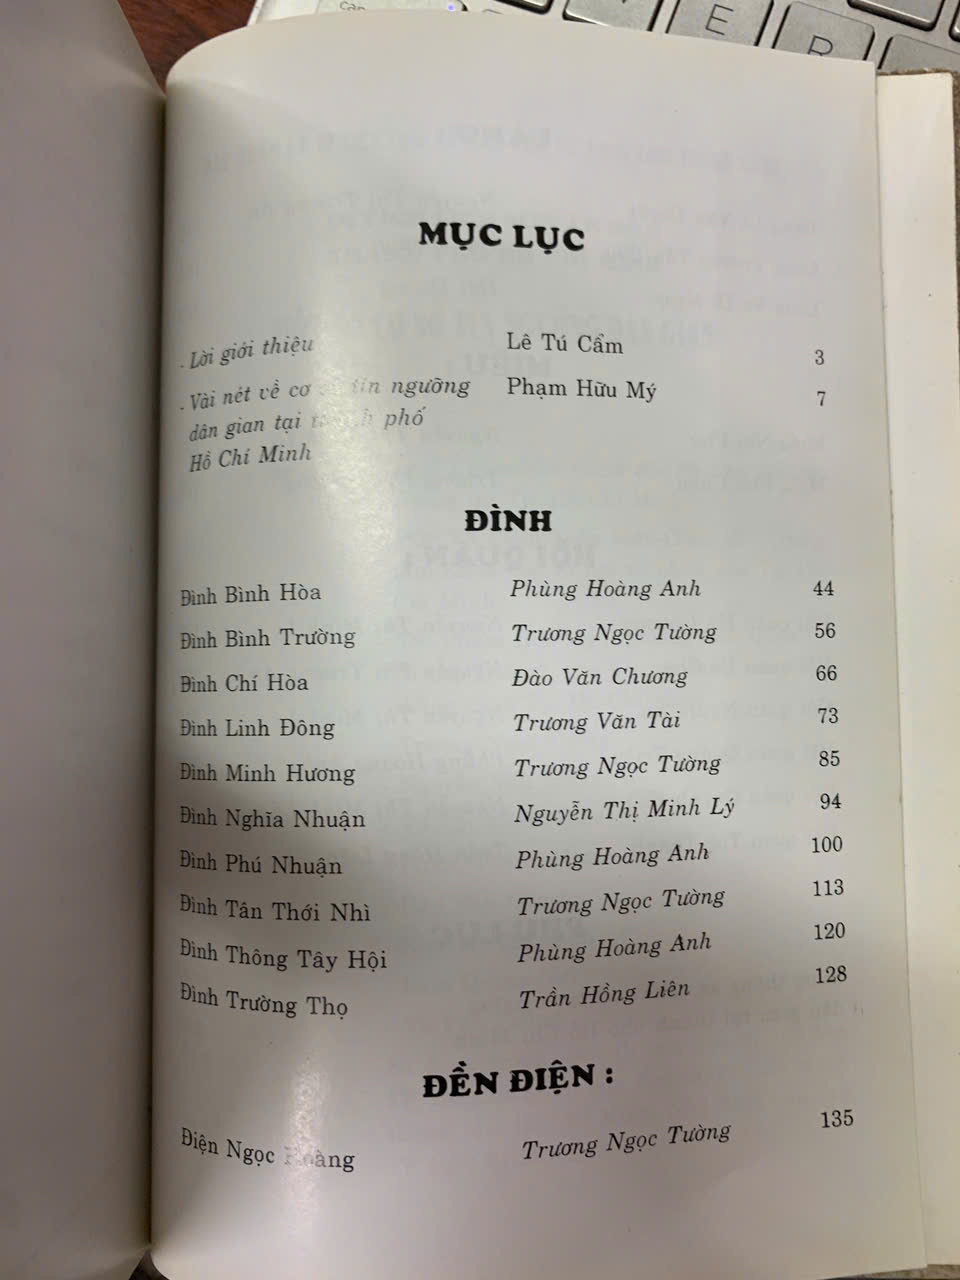 E
R
MỤC LỤC
- Lời giới thiệu Lê Tú Cẩm 3
- Vài nét về cơ tín ngưỡng Phạm Hữu Mý 7
dân gian tại phố
Hồ Chí Minh
ĐÌNH
Đình Bình Hòa Phùng Hoàng Anh 44
Đình Bình Trường Trương Ngọc Tường 56
Đình Chí Hòa Đào Văn Chương 66
Đình Linh Đông Trương Văn Tài 73
Đình Minh Hương Trương Ngọc Tường 85
Đình Nghĩa Nhuận Nguyễn Thị Minh Lý 94
Đình Phú Nhuận Phùng Hoàng Anh 100
Đình Tân Thới Nhì Trương Ngọc Tường 113
Đình Thông Tây Hội Phùng Hoàng Anh 120
Đình Trường Thọ Trần Hồng Liên 128
ĐỀN ĐIỆN :
Điện Ngọc Hoàng Trương Ngọc Tường 135